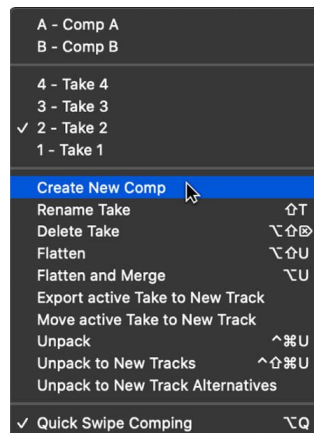 A - Comp A
B - Comp B
4 - Take 4
3 - Take 3
✓ 2 - Take 2
1 - Take 1
Create New Comp
Rename Take ⇧T
Delete Take ⌥⇧⌦
Flatten ⌥⇧U
Flatten and Merge ⌥U
Export active Take to New Track
Move active Take to New Track
Unpack ^⌘U
Unpack to New Tracks ^⇧⌘U
Unpack to New Track Alternatives
✓ Quick Swipe Comping ⌥Q